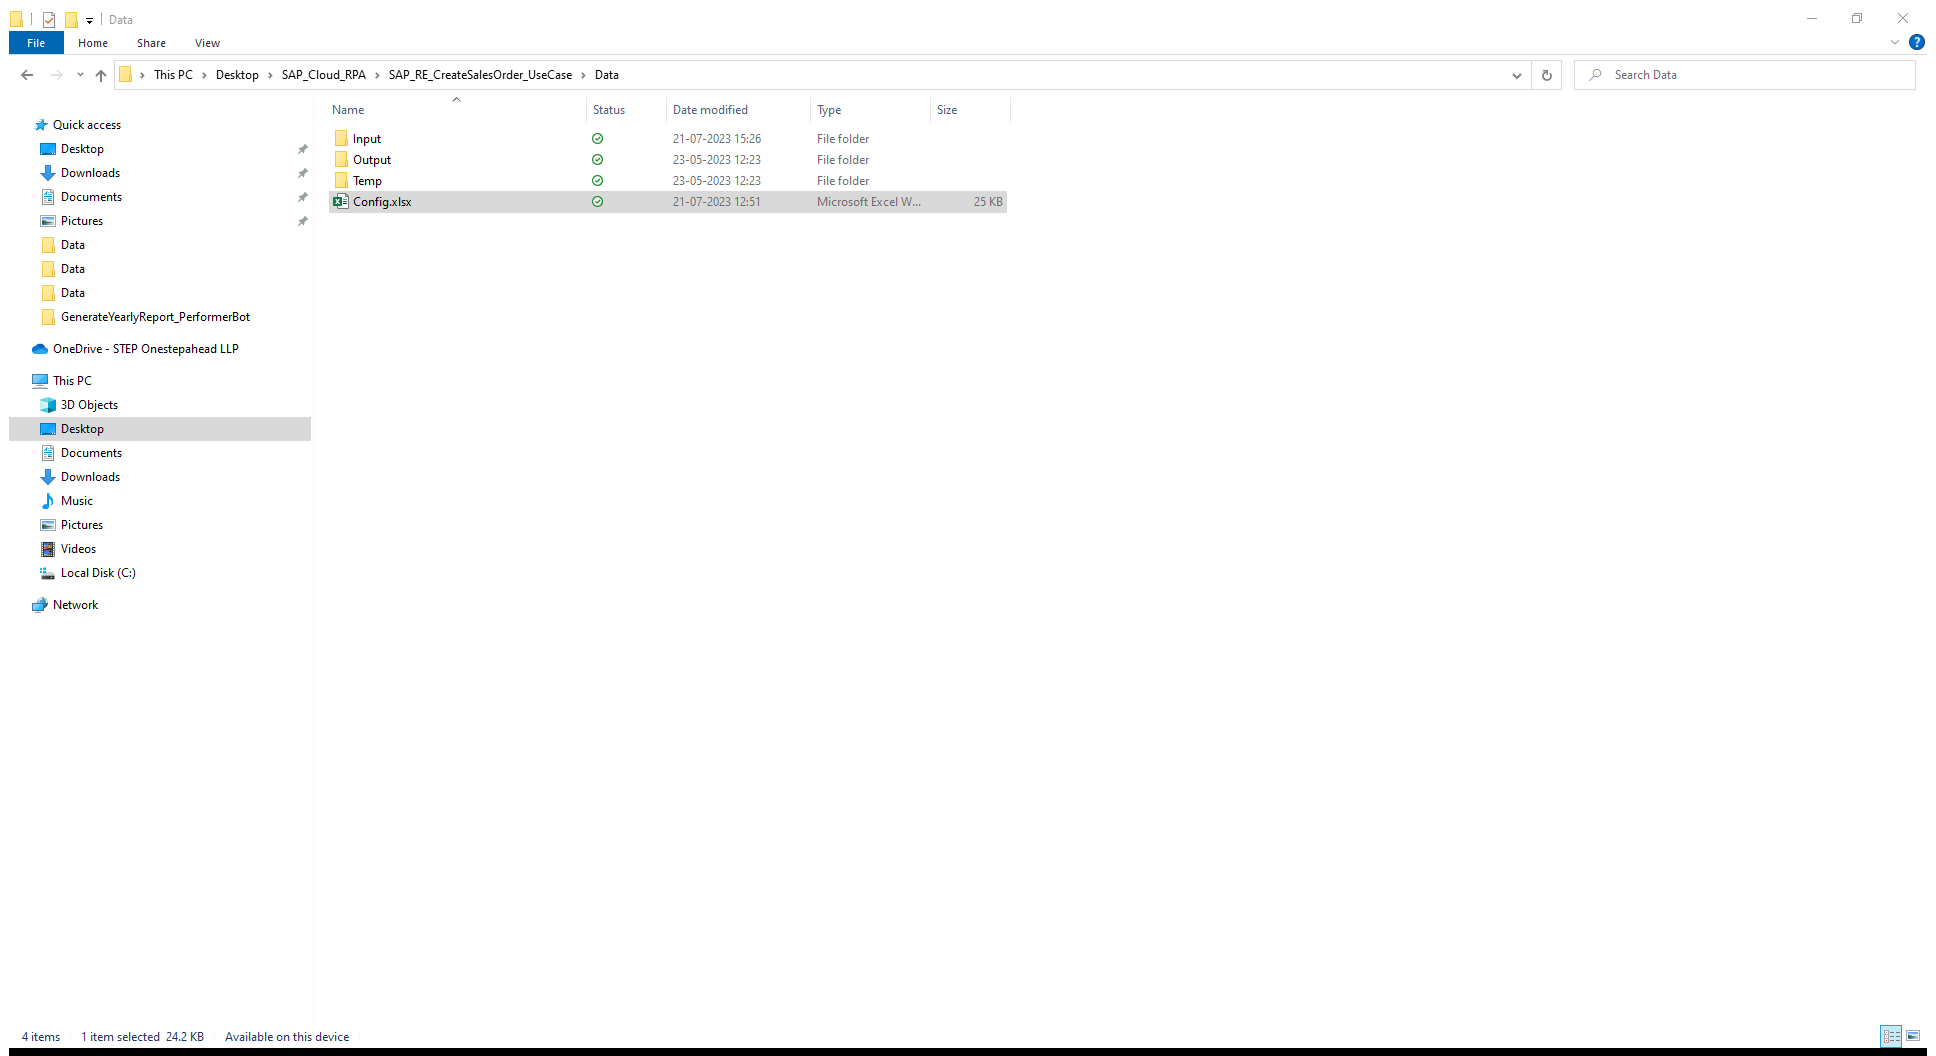 Data
File Home Share View
This PC Desktop SAP_Cloud_RPA SAP_RE_CreateSalesOrder_UseCase Data
Search Data
Quick access
Desktop
Downloads
Documents
Pictures
Data
Data
Data
GenerateYearlyReport_PerformerBot
OneDrive - STEP Onestepahead LLP
This PC
3D Objects
Desktop
Documents
Downloads
Music
Pictures
Videos
Local Disk (C:)
Network
Name Status Date modified Type Size
Input 21-07-2023 15:26 File folder
Output 23-05-2023 12:23 File folder
Temp 23-05-2023 12:23 File folder
Config.xlsx 21-07-2023 12:51 Microsoft Excel W... 25 KB
4 items 1 item selected 24.2 KB Available on this device